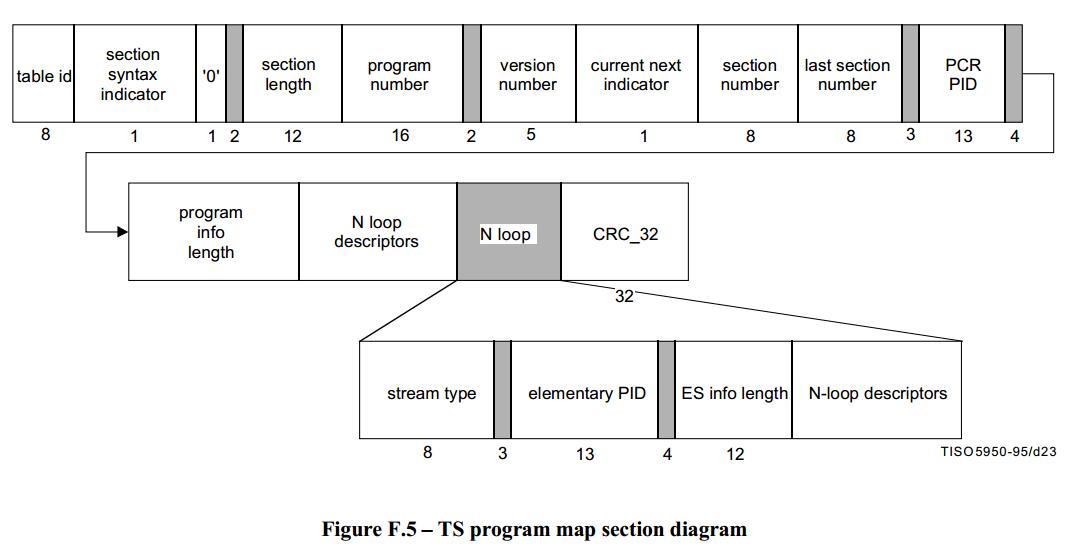 table id
section
syntax
indicator
'0'
section
length
program
number
version
number
current next
indicator
section
number
last section
number
PCR
PID
8
1
1
2
12
16
2
5
1
8
8
3
13
4
program
info
length
N loop
descriptors
N loop
CRC_32
32
stream type
elementary PID
ES info length
N-loop descriptors
8
3
13
4
12
TISO5950-95/d23
Figure F.5 – TS program map section diagram